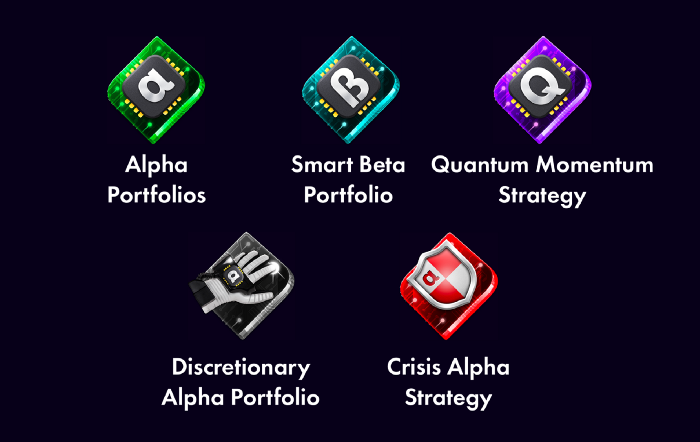 α
β
Q
Alpha
Portfolios
Smart Beta
Portfolio
Quantum Momentum
Strategy
α
α
Discretionary
Alpha Portfolio
Crisis Alpha
Strategy